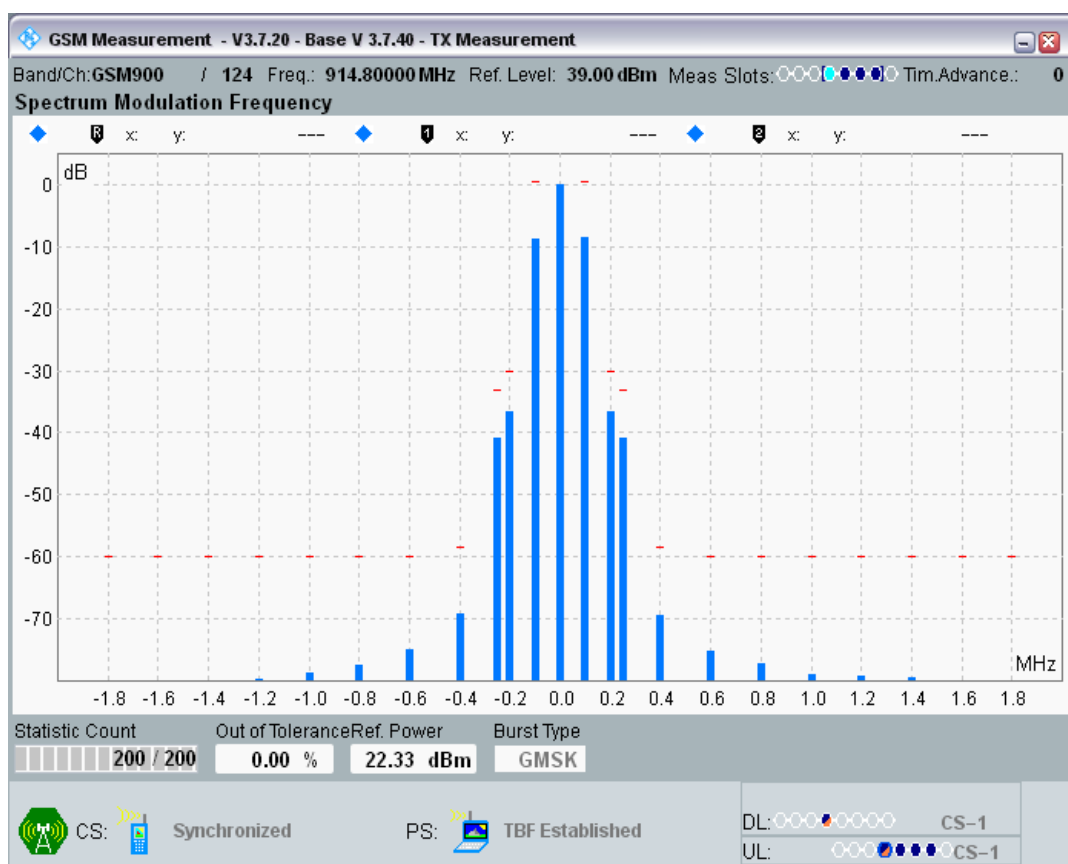 GSM Measurement - V3.7.20 - Base V 3.7.40 - TX Measurement
Band/Ch:GSM900 / 124 Freq.: 914.80000 MHz Ref. Level: 39.00 dBm Meas Slots: Tim.Advance.: 0
Spectrum Modulation Frequency
R x: y: --- 1 x: y: --- 2 x: y: ---
dB
0
-10
-20
-30
-40
-50
-60
-70
MHz
-1.8 -1.6 -1.4 -1.2 -1.0 -0.8 -0.6 -0.4 -0.2 0.0 0.2 0.4 0.6 0.8 1.0 1.2 1.4 1.6 1.8
Statistic Count Out of Tolerance Ref. Power Burst Type
200 / 200 0.00 % 22.33 dBm GMSK
CS: Synchronized PS: TBF Established
DL: CS-1
UL: CS-1